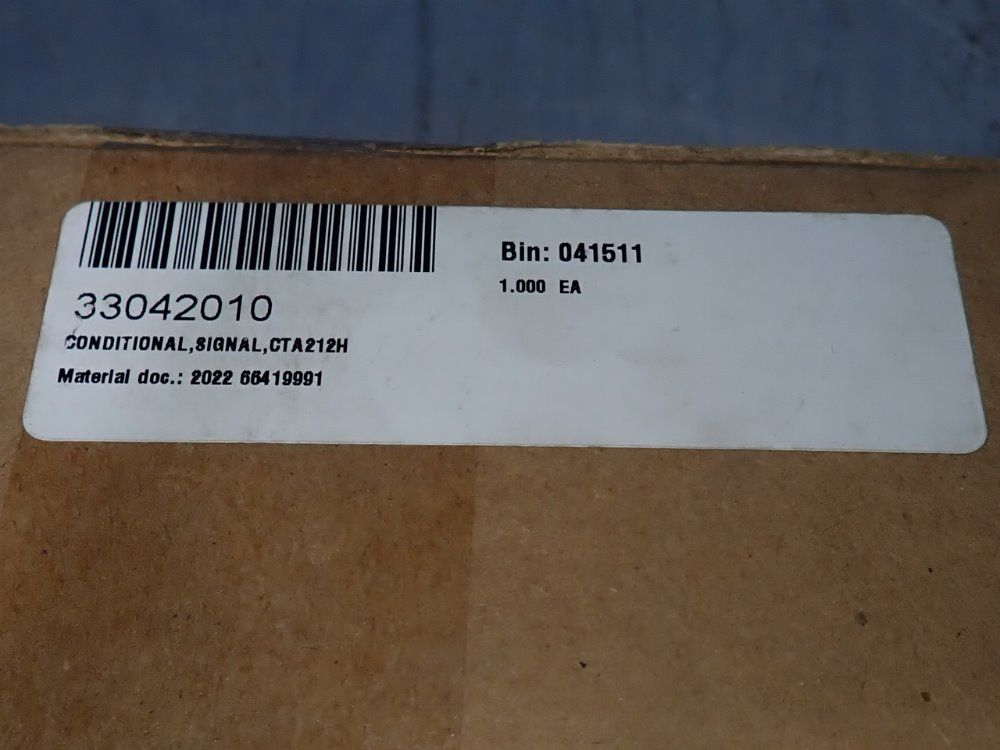 33042010
CONDITIONAL,SIGNAL,CTA212H
Material doc.: 2022 66419991
Bin: 041511
1.000 EA